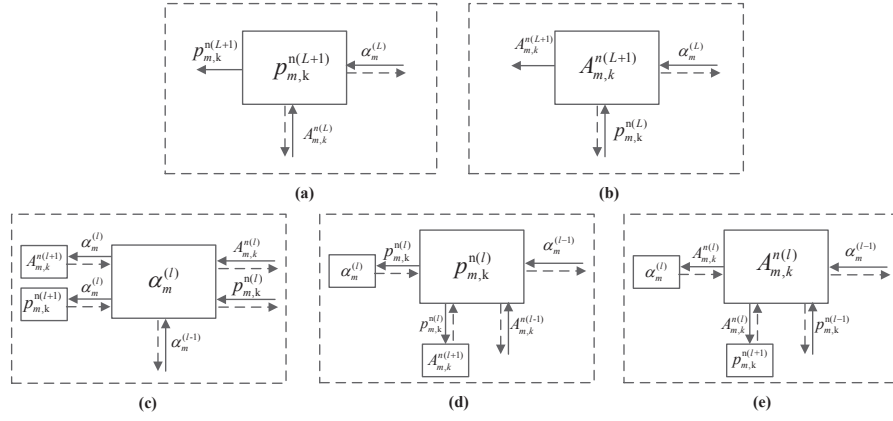 p_{m,k}^{n(L+1)} p_{m,k}^{n(L+1)} α_m^{(L)} A_{m,k}^{n(L)}
(a)
A_{m,k}^{n(L+1)} A_{m,k}^{n(L+1)} α_m^{(L)} p_{m,k}^{n(L)}
(b)
A_{m,k}^{n(l+1)} α_m^{(l)} α_m^{(l)} A_{m,k}^{n(l)}
p_{m,k}^{n(l+1)} α_m^{(l)} p_{m,k}^{n(l)}
α_m^{(l-1)}
(c)
α_m^{(l)} p_{m,k}^{n(l)} p_{m,k}^{n(l)} α_m^{(l-1)}
p_{m,k}^{n(l)} A_{m,k}^{n(l-1)}
A_{m,k}^{n(l+1)}
(d)
α_m^{(l)} A_{m,k}^{n(l)} A_{m,k}^{n(l)} α_m^{(l-1)}
A_{m,k}^{n(l)} p_{m,k}^{n(l-1)}
p_{m,k}^{n(l+1)}
(e)